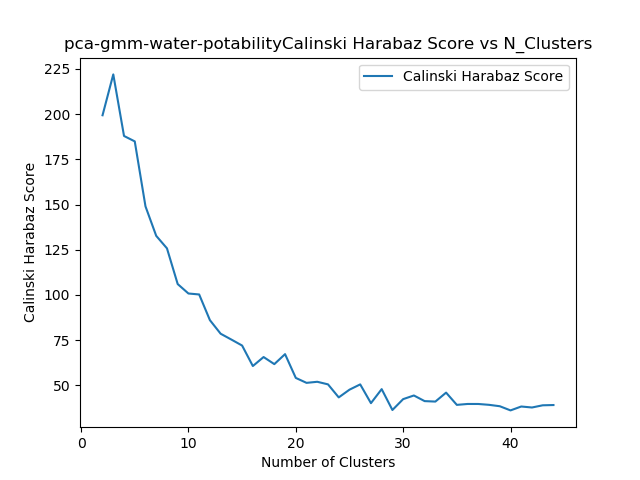 pca-gmm-water-potabilityCalinski Harabaz Score vs N_Clusters
Calinski Harabaz Score
225
200
175
150
125
100
75
50
Calinski Harabaz Score
0 10 20 30 40
Number of Clusters